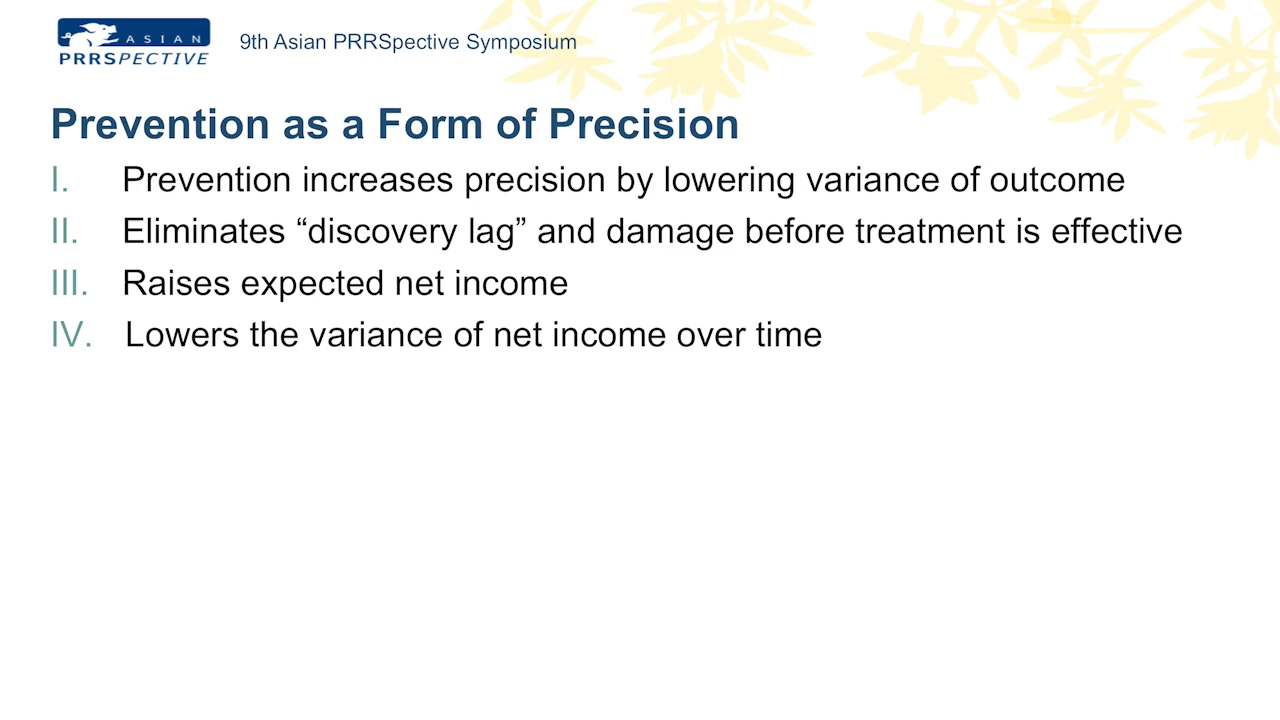 ASIAN
PRRSPECTIVE
9th Asian PRRSpective Symposium
Prevention as a Form of Precision
I. Prevention increases precision by lowering variance of outcome
II. Eliminates “discovery lag” and damage before treatment is effective
III. Raises expected net income
IV. Lowers the variance of net income over time